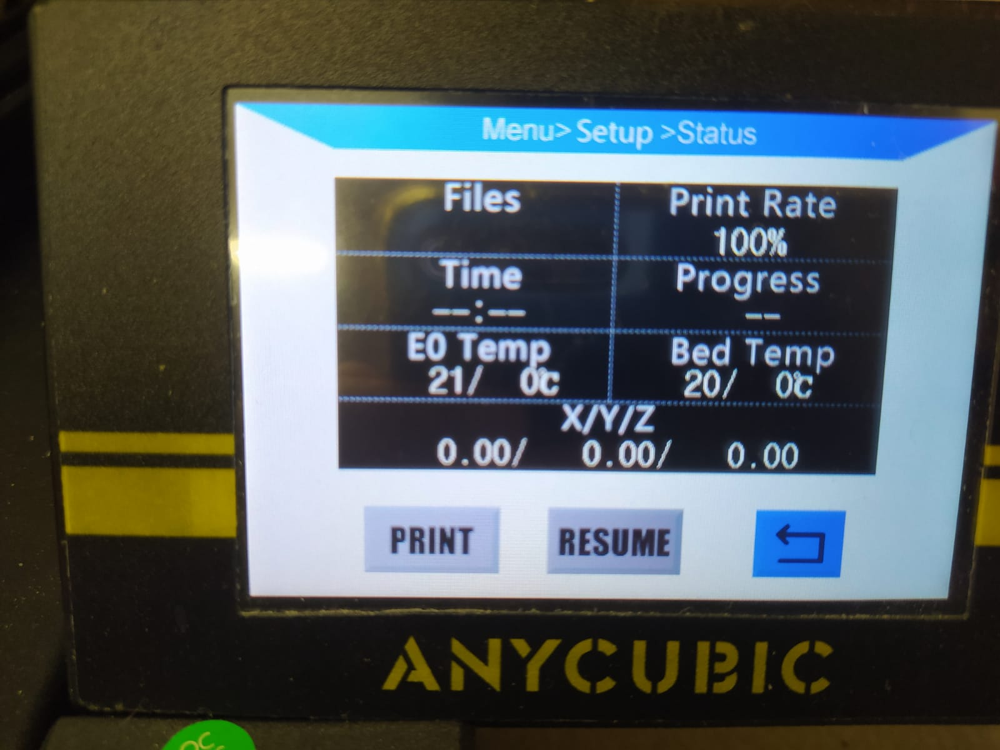 Menu> Setup >Status
Files
Print Rate
100%
Time
--:--
Progress
--
E0 Temp
21/ 0℃
Bed Temp
20/ 0℃
X/Y/Z
0.00/ 0.00/ 0.00
PRINT
RESUME
ANYCUBIC